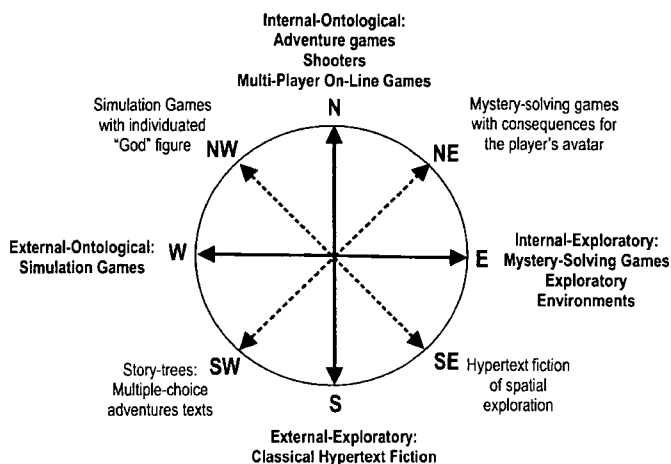 Internal-Ontological:
Adventure games
Shooters
Multi-Player On-Line Games
N
Simulation Games
with individuated
"God" figure
NW
Mystery-solving games
with consequences for
the player's avatar
NE
External-Ontological:
Simulation Games
W
E
Internal-Exploratory:
Mystery-Solving Games
Exploratory
Environments
SW
Story-trees:
Multiple-choice
adventures texts
SE
Hypertext fiction
of spatial
exploration
S
External-Exploratory:
Classical Hypertext Fiction